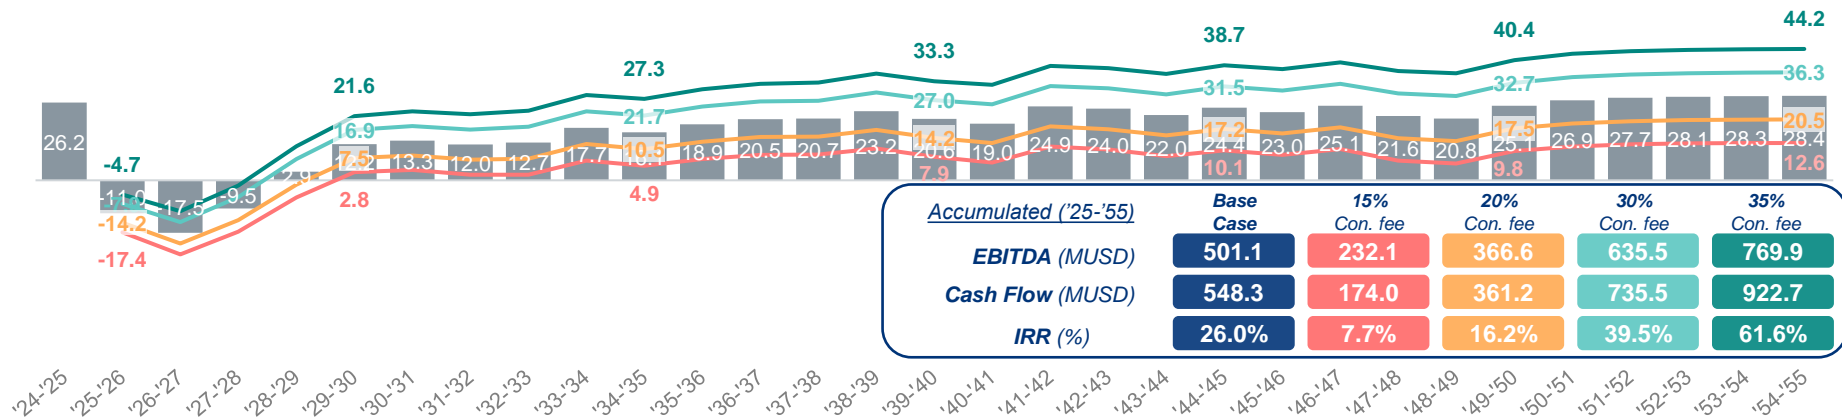 44.2
40.4
38.7
33.3
27.3
21.6
36.3
32.7
31.5
27.0
21.7
16.9
-4.7
20.5
17.5
17.2
14.2
10.5
7.5
-14.2
26.2 -11.0 -17.5 -9.5 2.9 13.3 12.0 12.7 17.7 18.9 20.5 20.7 23.2 20.6 19.0 24.9 24.0 22.0 24.4 23.0 25.1 21.6 20.8 25.1 26.9 27.7 28.1 28.3 28.4
-17.4 2.8 4.9 7.9 10.1 9.8 12.6
Accumulated ('25-'55) Base Case 15% Con. fee 20% Con. fee 30% Con. fee 35% Con. fee
EBITDA (MUSD) 501.1 232.1 366.6 635.5 769.9
Cash Flow (MUSD) 548.3 174.0 361.2 735.5 922.7
IRR (%) 26.0% 7.7% 16.2% 39.5% 61.6%
'24-'25 '25-'26 '26-'27 '27-'28 '28-'29 '29-'30 '30-'31 '31-'32 '32-'33 '33-'34 '34-'35 '35-'36 '36-'37 '37-'38 '38-'39 '39-'40 '40-'41 '41-'42 '42-'43 '43-'44 '44-'45 '45-'46 '46-'47 '47-'48 '48-'49 '49-'50 '50-'51 '51-'52 '52-'53 '53-'54 '54-'55